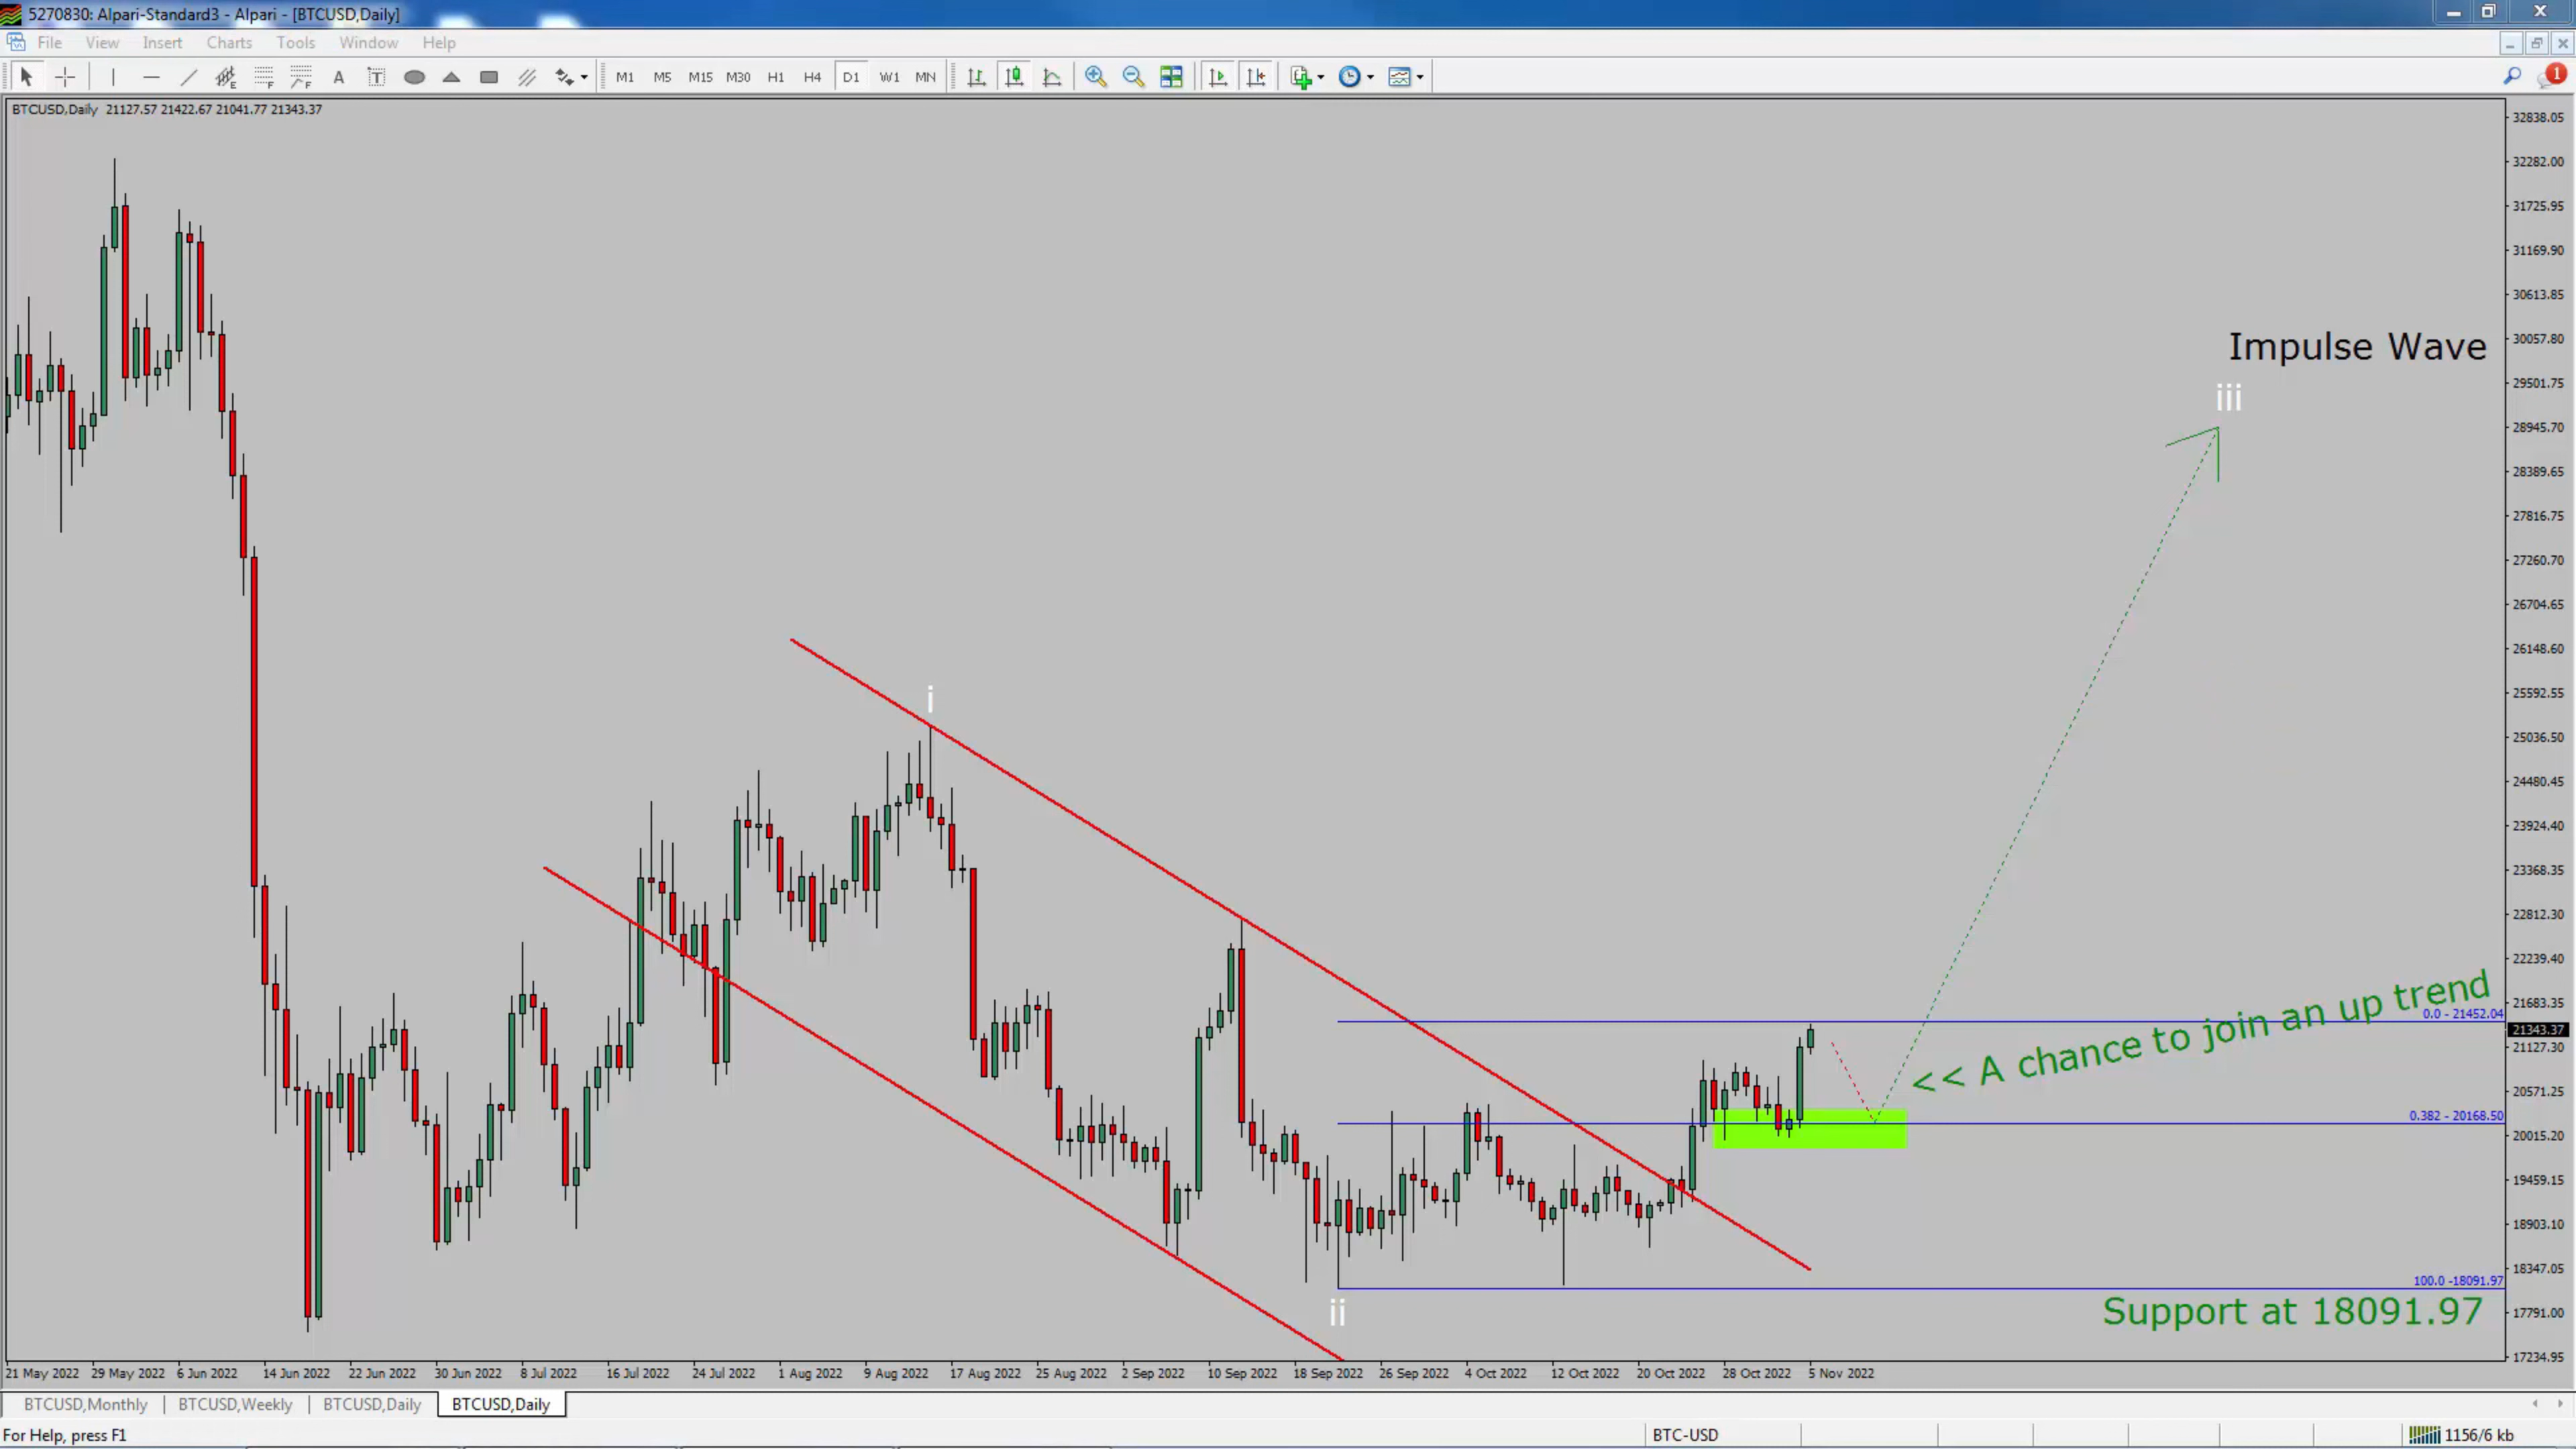 5270830: Alpari-Standard3 - Alpari - [BTCUSD,Daily]
File View Insert Charts Tools Window Help
A T M1 M5 M15 M30 H1 H4 D1 W1 MN 1
BTCUSD,Daily 21127.57 21422.67 21041.77 21343.37
32838.05
32282.00
31725.95
31169.90
30613.85
Impulse Wave
30057.80
iii
29501.75
28945.70
28389.65
27816.75
27260.70
26704.65
26148.60
i
25592.55
25036.50
24480.45
23924.40
23368.35
22812.30
22239.40
21683.35
0.0 - 21452.04
21343.37
<< A chance to join an up trend
21127.30
20571.25
0.382 - 20168.50
20015.20
19459.15
18903.10
18347.05
100.0 -18091.97
ii
Support at 18091.97
17791.00
17234.95
21 May 2022 29 May 2022 6 Jun 2022 14 Jun 2022 22 Jun 2022 30 Jun 2022 8 Jul 2022 16 Jul 2022 24 Jul 2022 1 Aug 2022 9 Aug 2022 17 Aug 2022 25 Aug 2022 2 Sep 2022 10 Sep 2022 18 Sep 2022 26 Sep 2022 4 Oct 2022 12 Oct 2022 20 Oct 2022 28 Oct 2022 5 Nov 2022
BTCUSD,Monthly BTCUSD,Weekly BTCUSD,Daily BTCUSD,Daily
For Help, press F1 BTC-USD 1156/6 kb